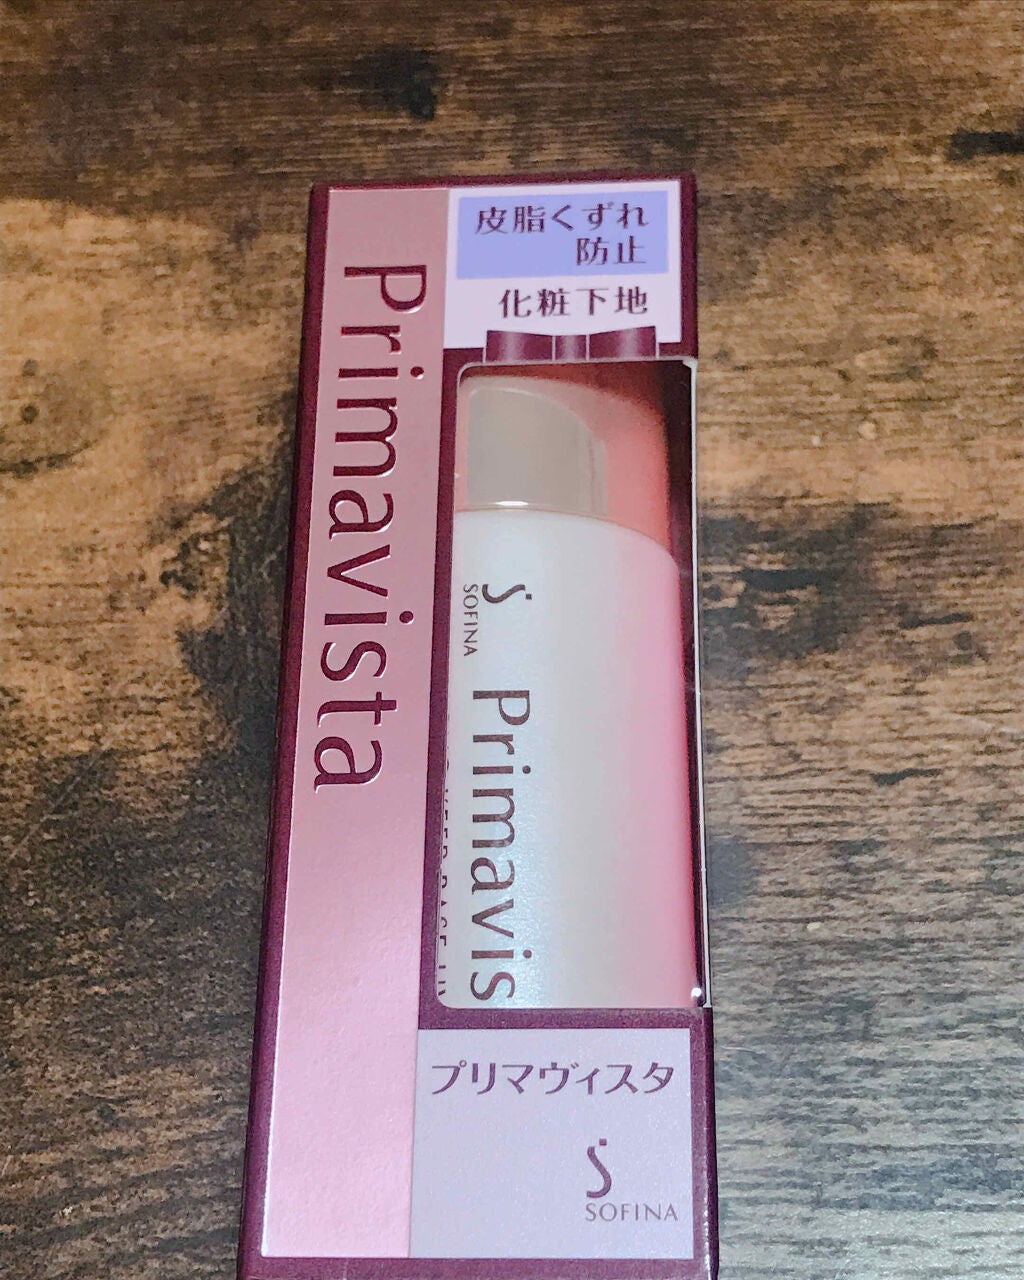 Primavista
皮脂くずれ
防止
化粧下地
SOFINA
Primavis
プリマヴィスタ
SOFINA